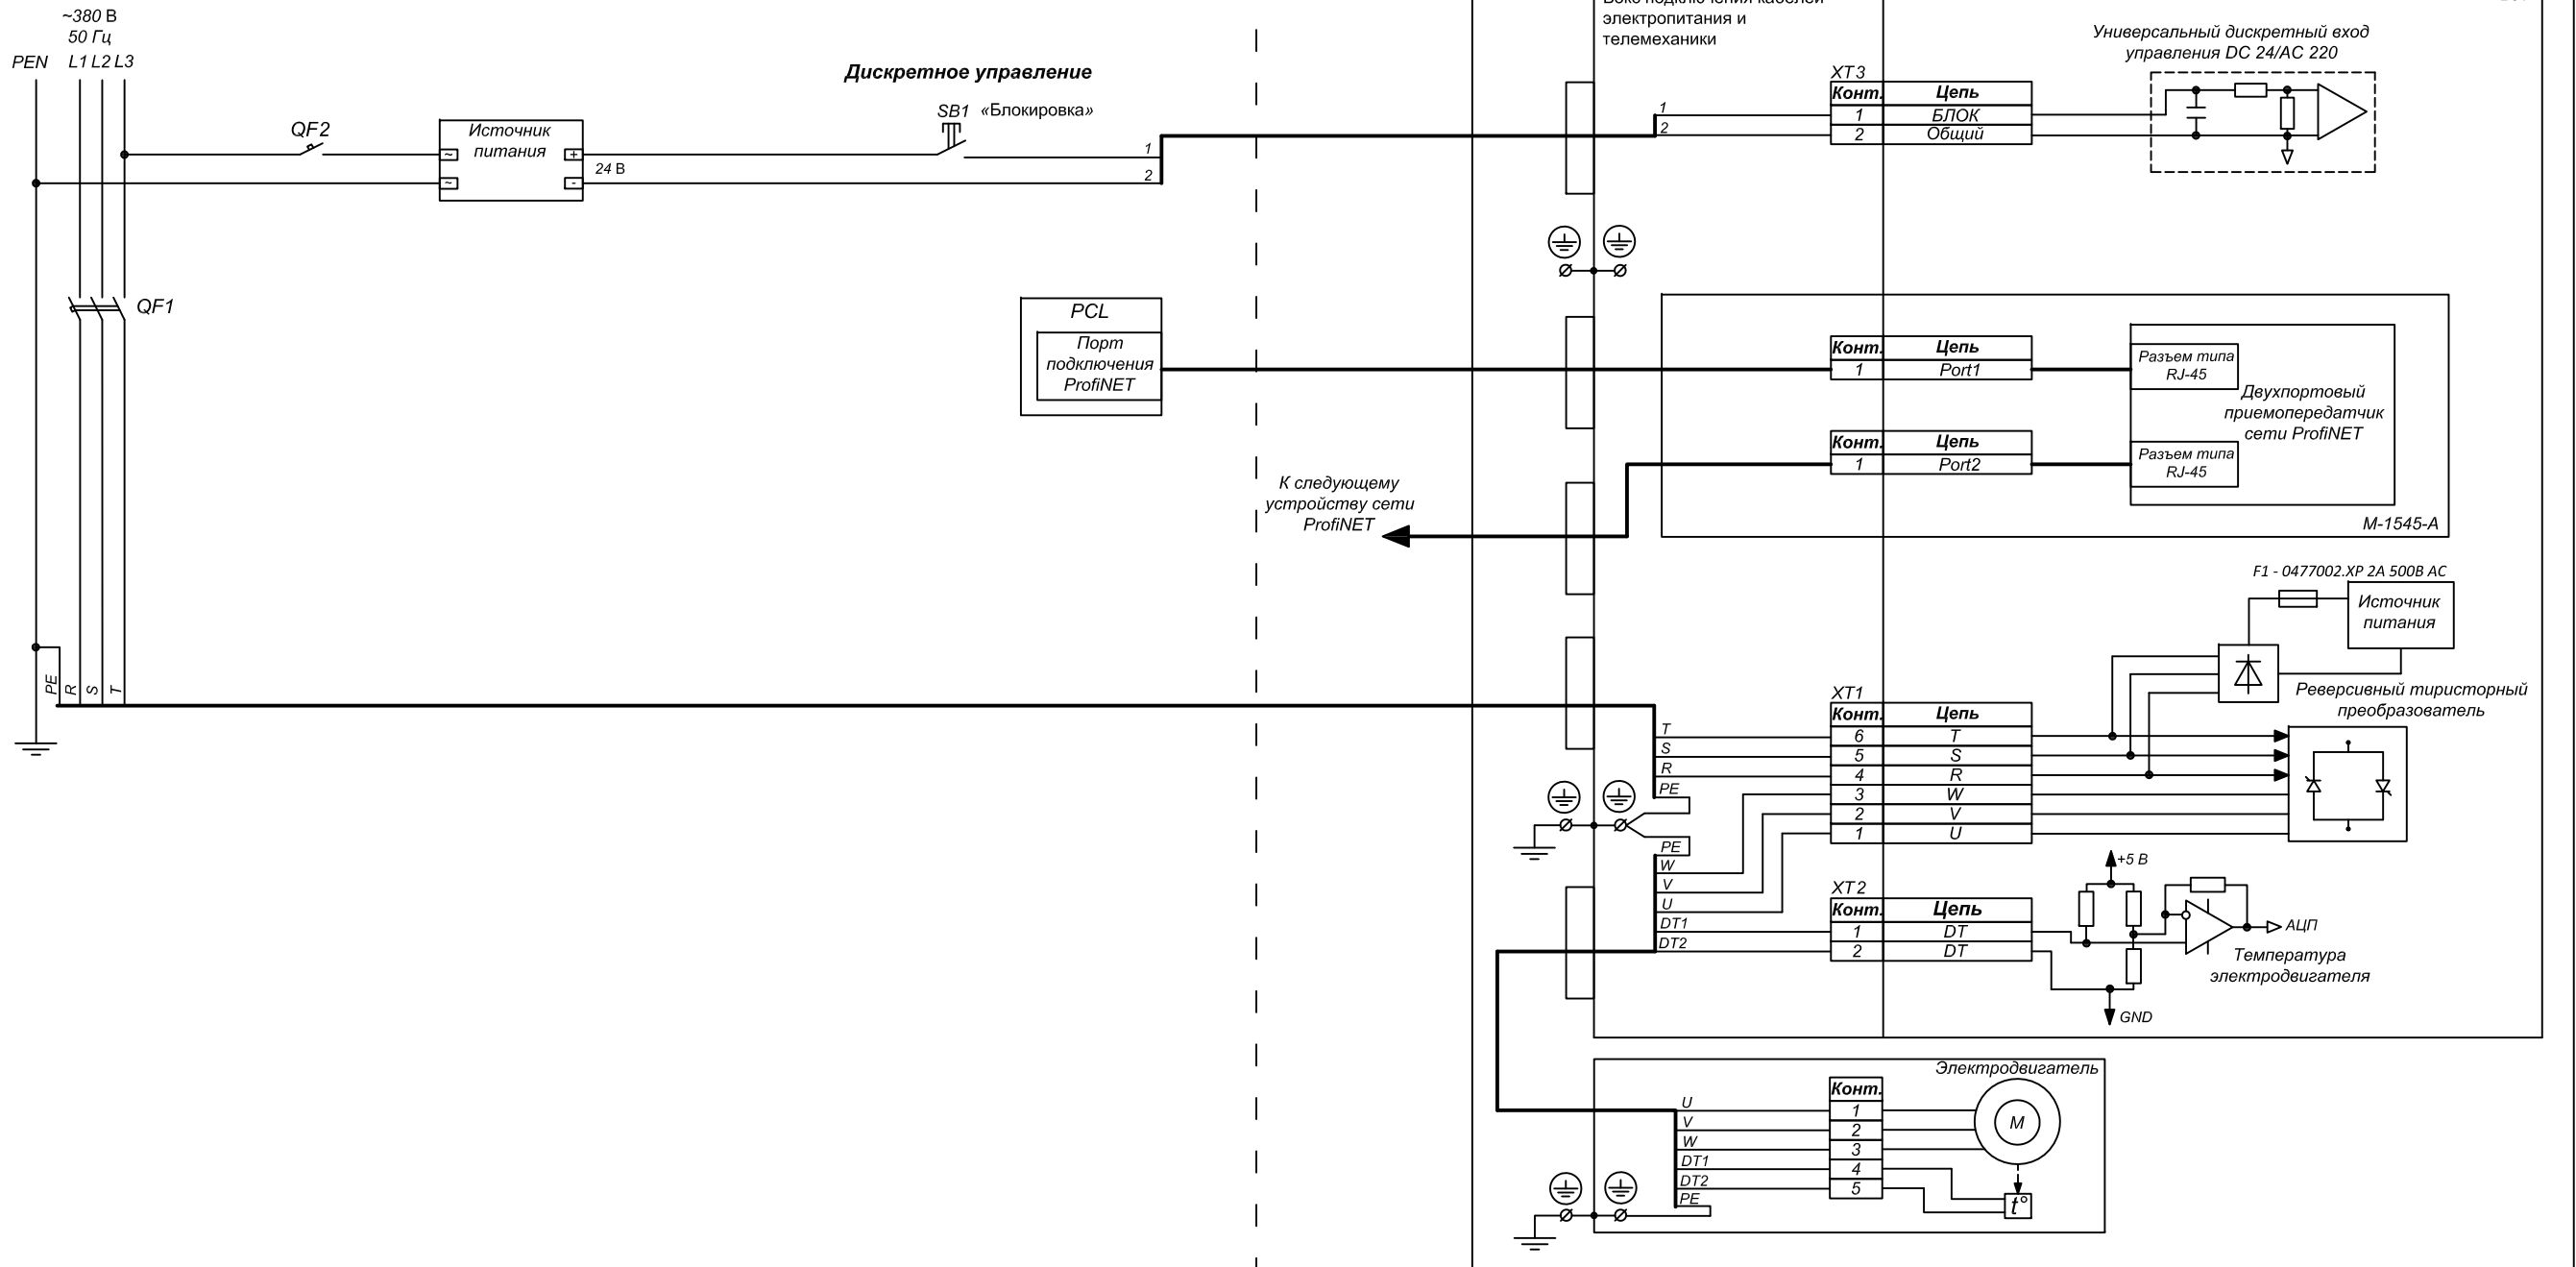 ~380 В
50 Гц
PEN L1 L2 L3
QF2
Источник
питания
~
~
+
-
24 В
Дискретное управление
SB1 «Блокировка»
1
2
QF1
PCL
Порт
подключения
ProfiNET
К следующему
устройству сети
ProfiNET
PE
R
S
T
электропитания и
телемеханики
1
2
XT3
Конт. Цепь
1 БЛОК
2 Общий
Универсальный дискретный вход
управления DC 24/AC 220
Конт. Цепь
1 Port1
Конт. Цепь
1 Port2
Разъем типа
RJ-45
Двухпортовый
приемопередатчик
сети ProfiNET
Разъем типа
RJ-45
М-1545-А
F1 - 0477002.XP 2A 500В AC
Источник
питания
Реверсивный тиристорный
преобразователь
XT1
Конт. Цепь
T 6 T
S 5 S
R 4 R
PE 3 W
2 V
1 U
PE
W
V
U
DT1
DT2
XT2
Конт. Цепь
1 DT
2 DT
+5 В
АЦП
Температура
электродвигателя
GND
Электродвигатель
Конт.
U 1
V 2
W 3
DT1 4
DT2 5
PE
M
t°